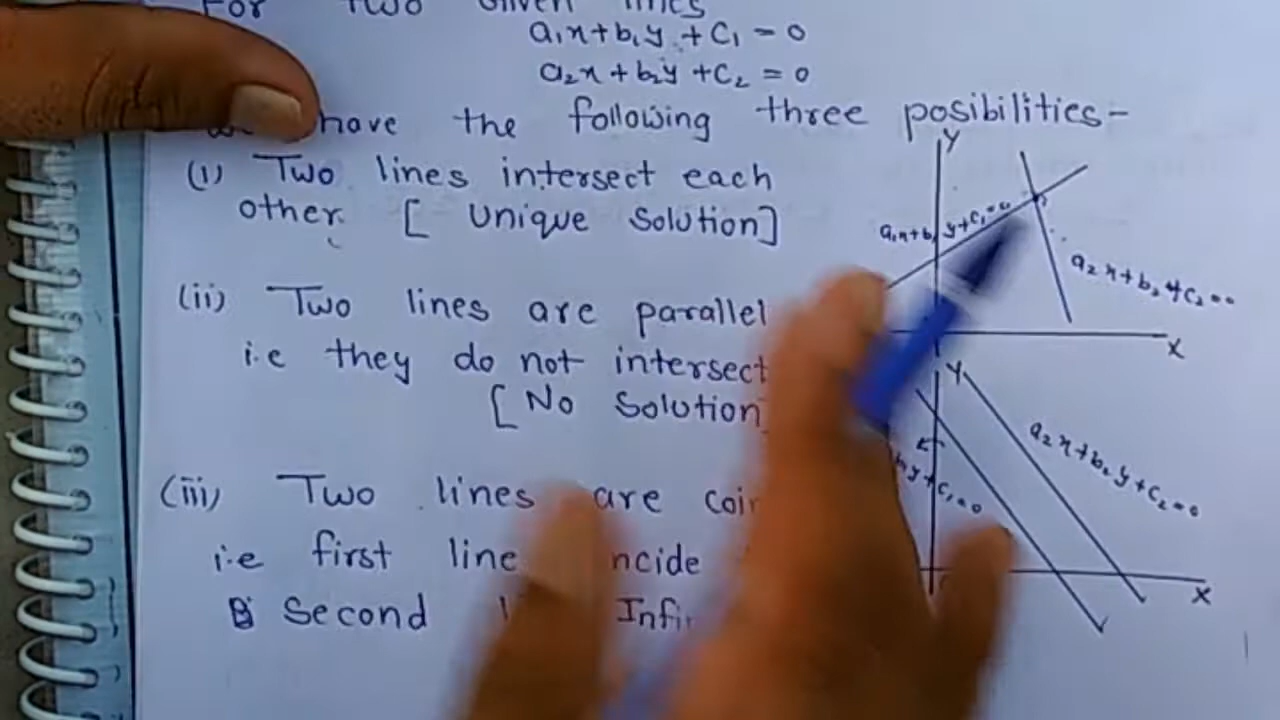 For Two Given lines
a₁x+b₁y+c₁=0
a₂x+b₂y+c₂=0
have the following three posibilities-
(i) Two lines intersect each
other. [Unique Solution]
(ii) Two lines are parallel
i.e they do not intersect
[No Solution
(iii) Two lines are
i.e first line
Second
Y
a₁x+b₁y+c₁=0
a₂x+b₂y+c₂=0
X
Y
a₂x+b₂y+c₂=0
y+c₁=0
X